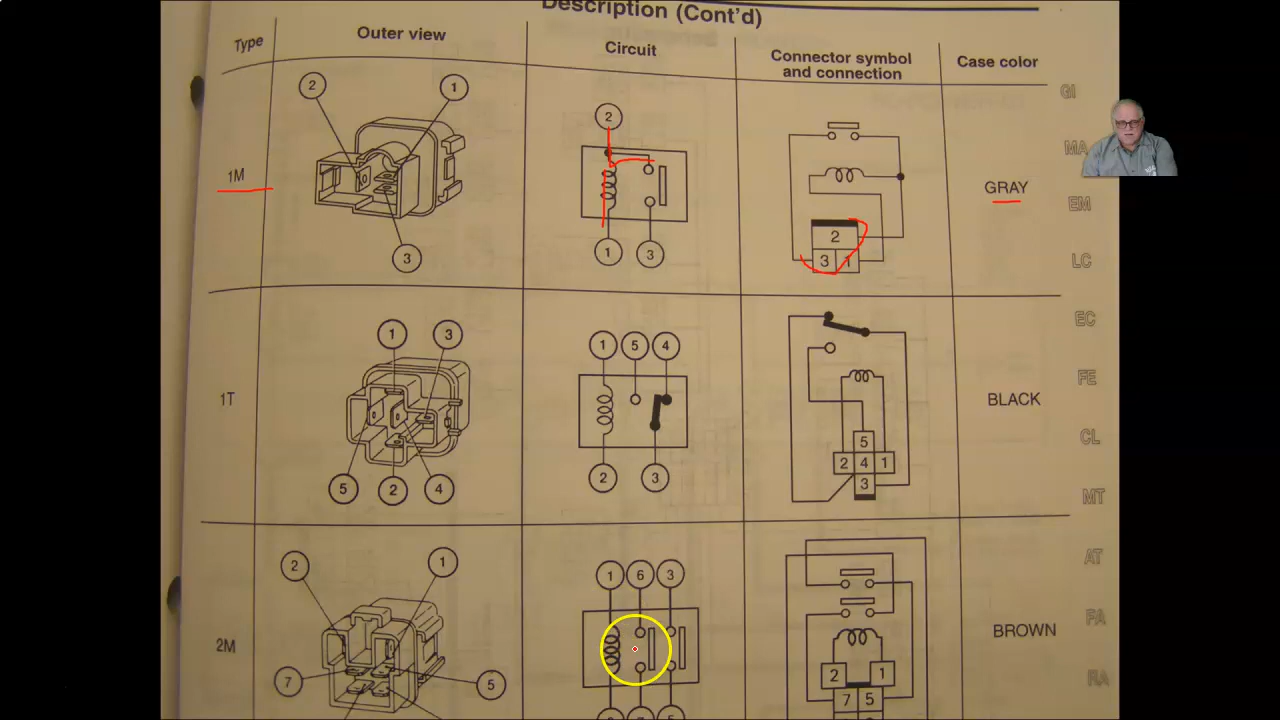 Description (Cont'd)
Type
Outer view
Circuit
Connector symbol
and connection
Case color
GI
MA
EM
LC
EC
FE
CL
MT
AT
FA
RA
1M
2
1
3
2
1
3
2
3 1
GRAY
1T
1
3
5
2
4
1
5
4
2
3
5
2 4 1
3
BLACK
2M
2
1
7
5
1
6
3
2
1
7 5
BROWN